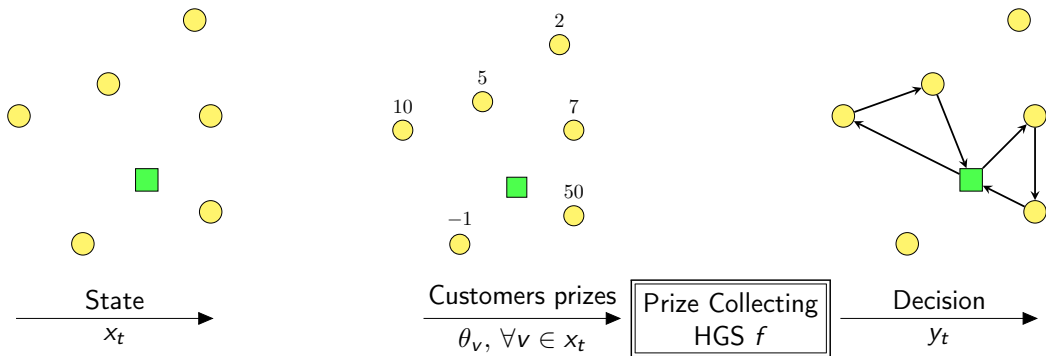 2
5
10
7
50
−1
State
x_t
Customers prizes
θ_v, ∀v ∈ x_t
Prize Collecting
HGS f
Decision
y_t